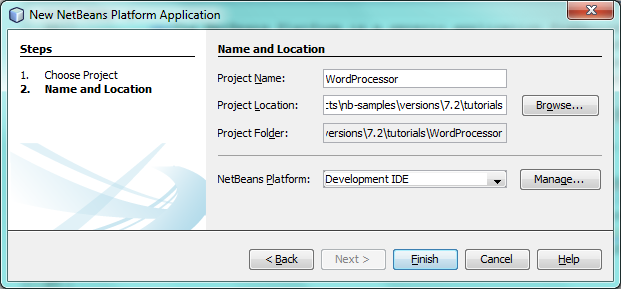 New NetBeans Platform Application
Steps
1. Choose Project
2. Name and Location
Name and Location
Project Name: WordProcessor
Project Location: :ts\nb-samples\versions\7.2\tutorials Browse...
Project Folder: versions\7.2\tutorials\WordProcessor
NetBeans Platform: Development IDE Manage...
< Back Next > Finish Cancel Help